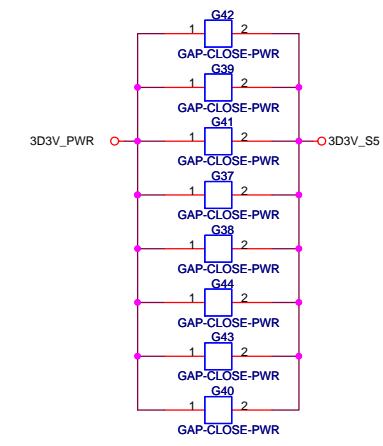 G42
1 2
GAP-CLOSE-PWR
G39
1 2
GAP-CLOSE-PWR
G41
3D3V_PWR 1 2 3D3V_S5
GAP-CLOSE-PWR
G37
1 2
GAP-CLOSE-PWR
G38
1 2
GAP-CLOSE-PWR
G44
1 2
GAP-CLOSE-PWR
G43
1 2
GAP-CLOSE-PWR
G40
1 2
GAP-CLOSE-PWR